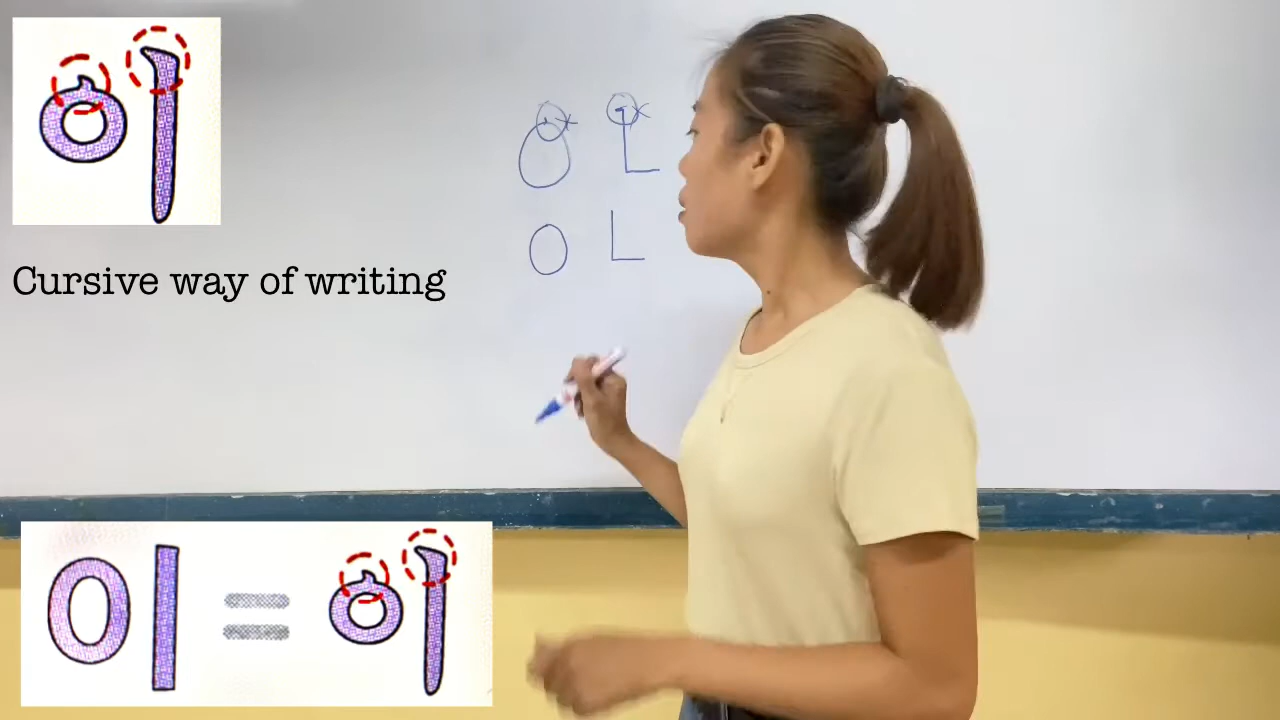 이
ㅇ x ㄴ x
ㅇ ㄴ
Cursive way of writing
이 = 이